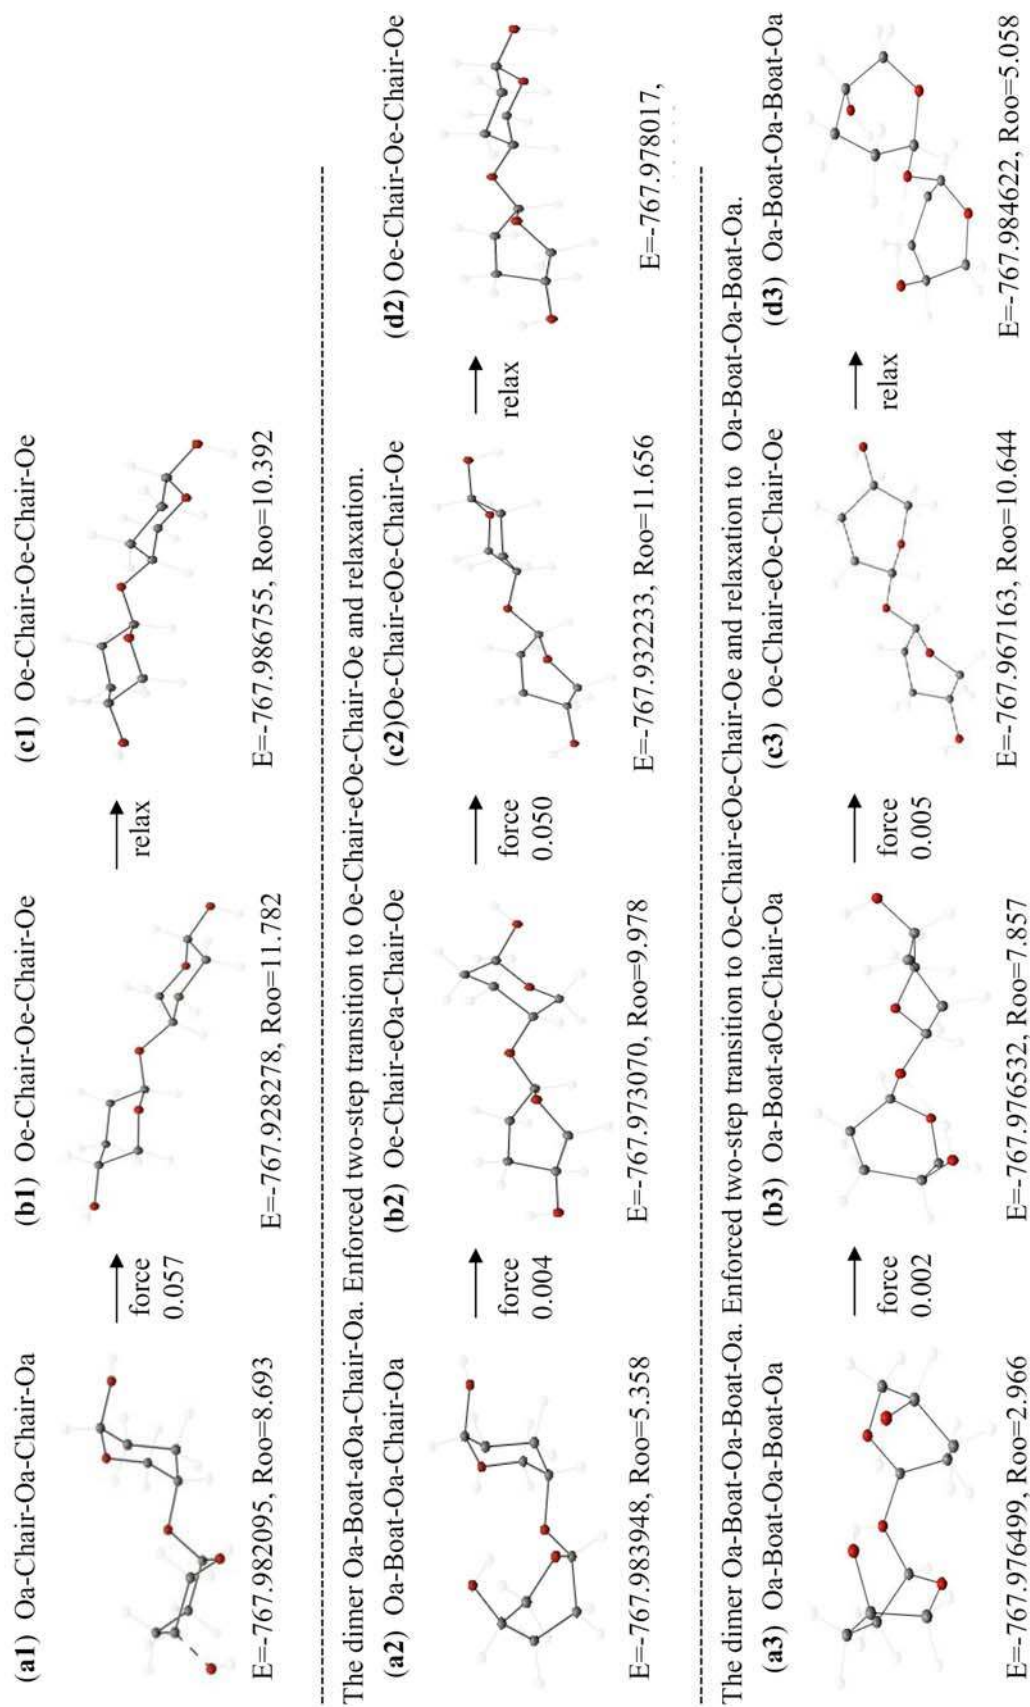 (a1) Oa-Chair-Oa-Chair-Oa
(b1) Oe-Chair-Oe-Chair-Oe
(c1) Oe-Chair-Oe-Chair-Oe
force
0.057
relax
E=-767.982095, Roo=8.693
E=-767.928278, Roo=11.782
E=-767.986755, Roo=10.392
The dimer Oa-Boat-aOa-Chair-Oa. Enforced two-step transition to Oe-Chair-eOe-Chair-Oe and relaxation.
(a2) Oa-Boat-Oa-Chair-Oa
(b2) Oe-Chair-eOa-Chair-Oe
(c2)Oe-Chair-eOe-Chair-Oe
(d2) Oe-Chair-Oe-Chair-Oe
force
0.004
force
0.050
relax
E=-767.983948, Roo=5.358
E=-767.973070, Roo=9.978
E=-767.932233, Roo=11.656
E=-767.978017,
The dimer Oa-Boat-Oa-Boat-Oa. Enforced two-step transition to Oe-Chair-eOe-Chair-Oe and relaxation to Oa-Boat-Oa-Boat-Oa.
(a3) Oa-Boat-Oa-Boat-Oa
(b3) Oa-Boat-aOe-Chair-Oa
(c3) Oe-Chair-eOe-Chair-Oe
(d3) Oa-Boat-Oa-Boat-Oa
force
0.002
force
0.005
relax
E=-767.976499, Roo=2.966
E=-767.976532, Roo=7.857
E=-767.967163, Roo=10.644
E=-767.984622, Roo=5.058